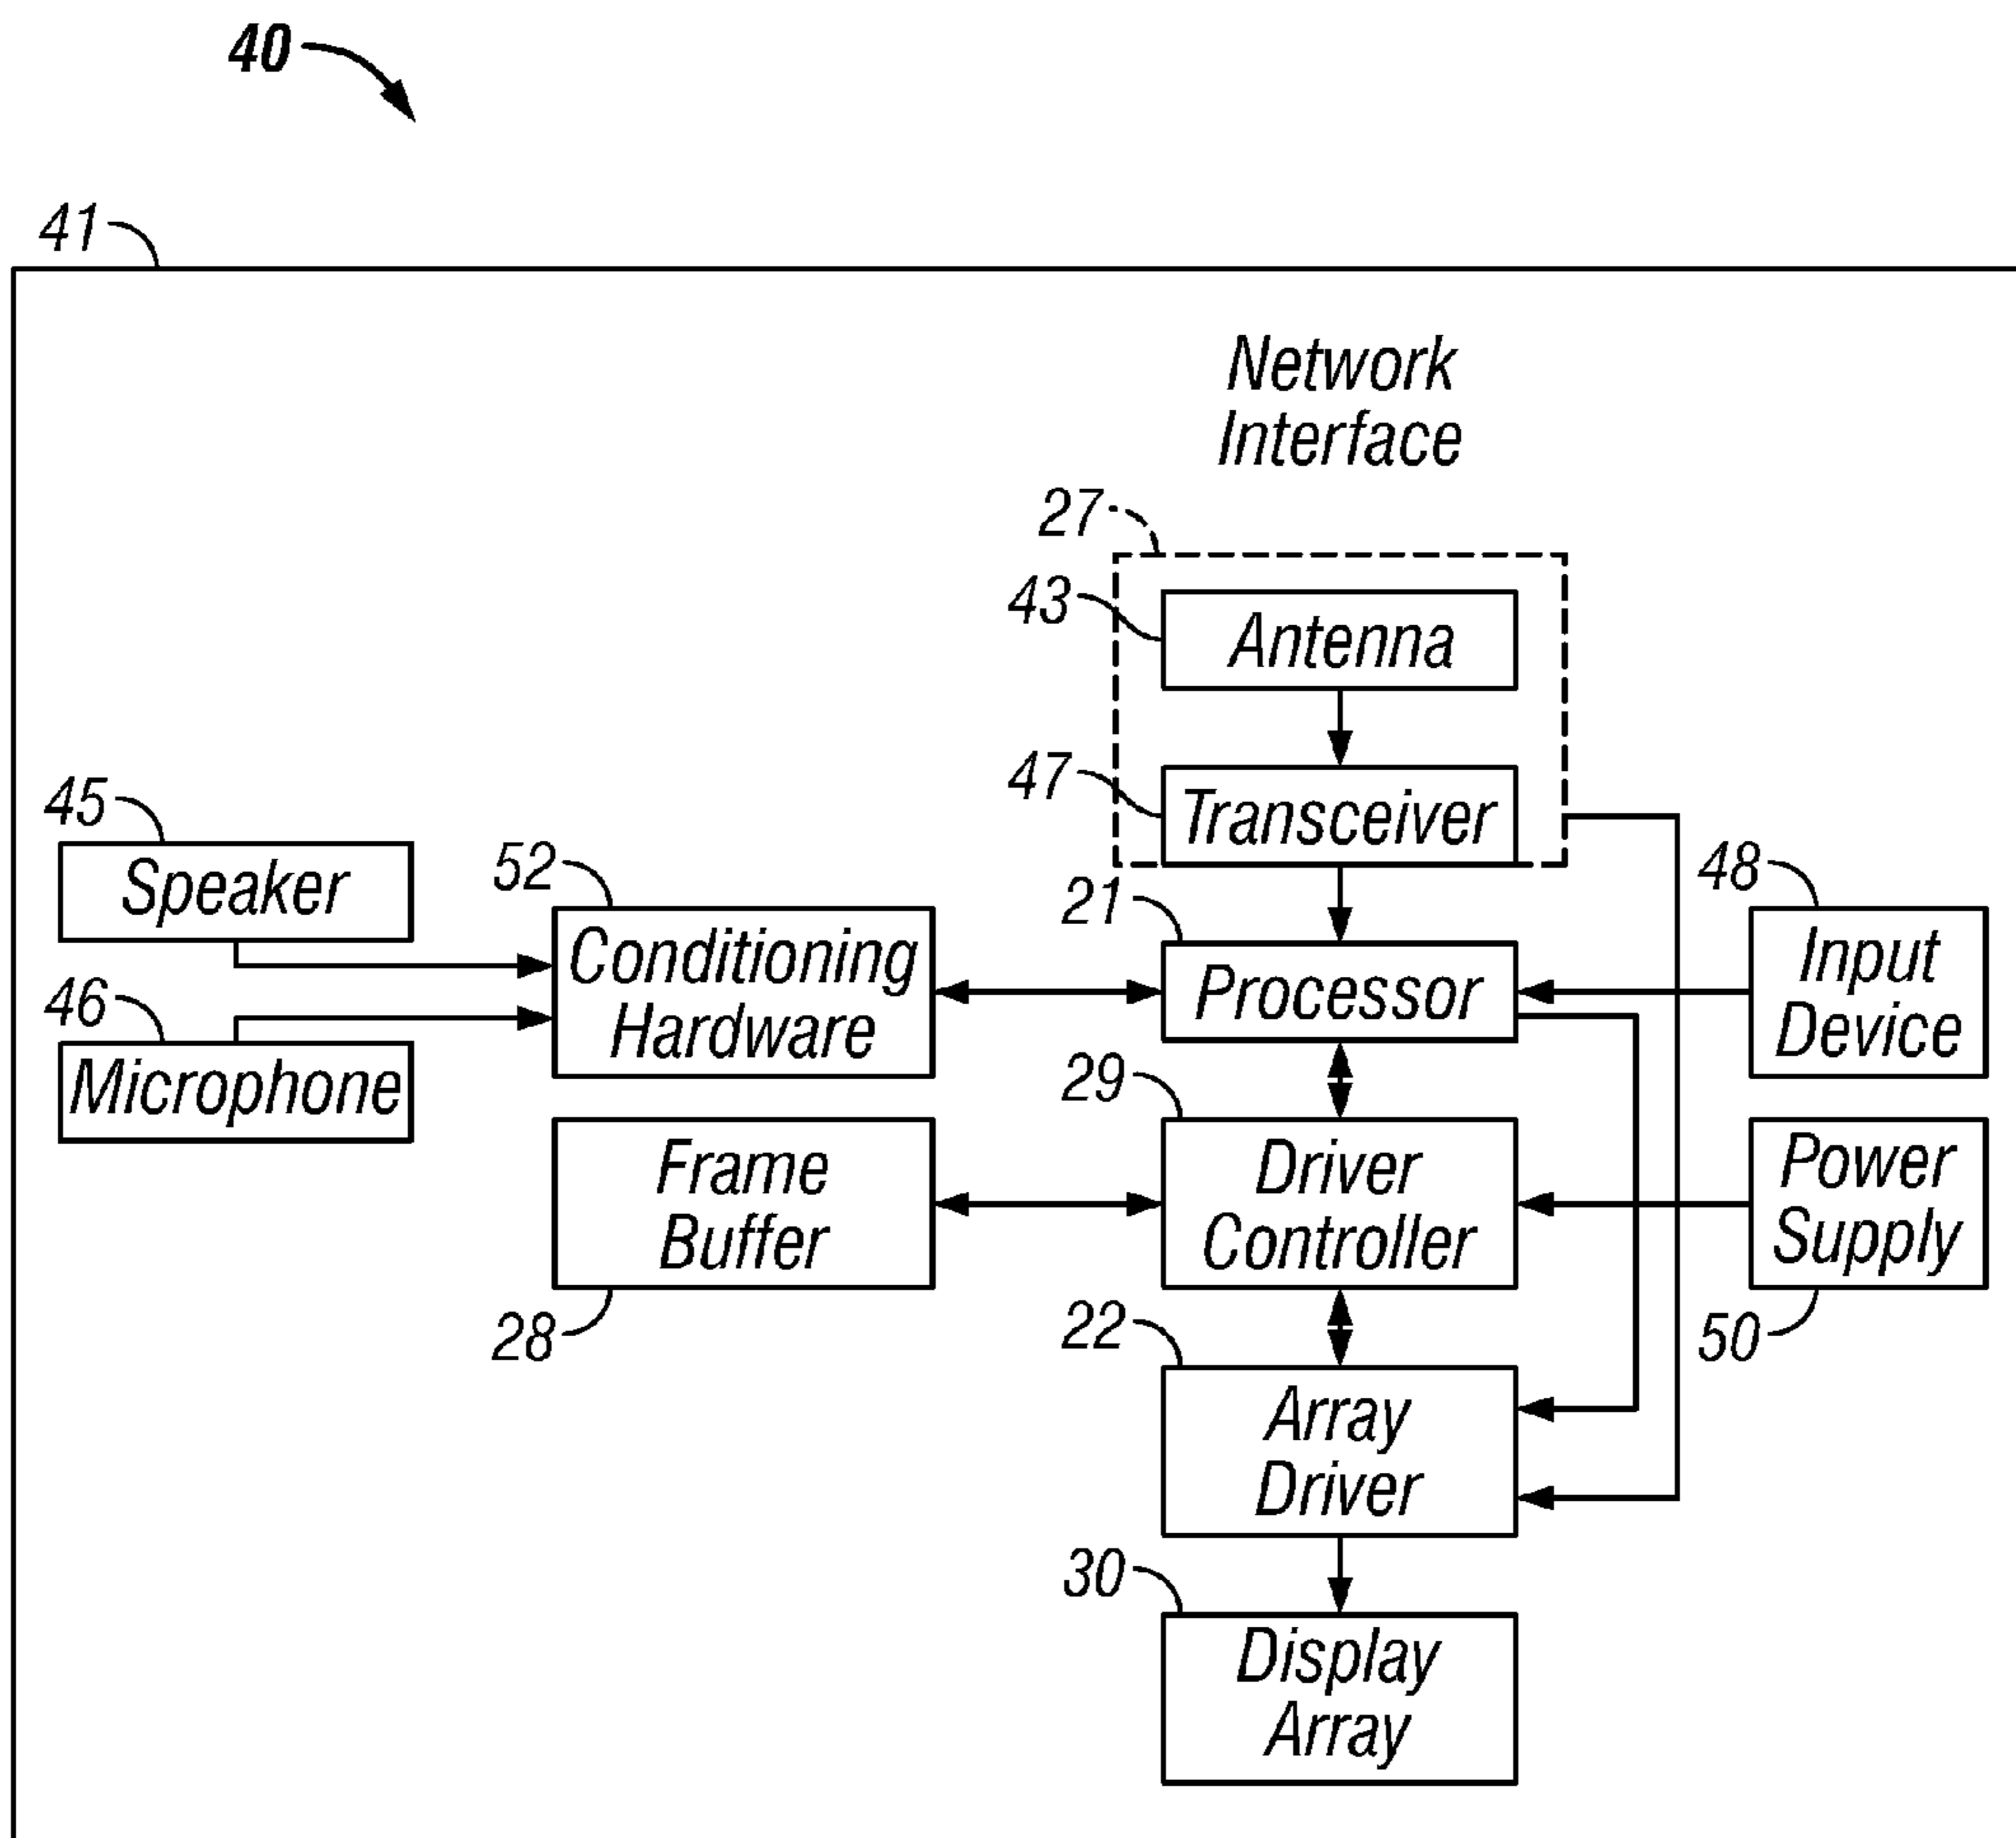 40
41
Network
Interface
27
43
Antenna
47
Transceiver
45
Speaker
52
Conditioning
Hardware
21
Processor
48
Input
Device
46
Microphone
29
Driver
Controller
Frame
Buffer
28
Power
Supply
50
22
Array
Driver
30
Display
Array